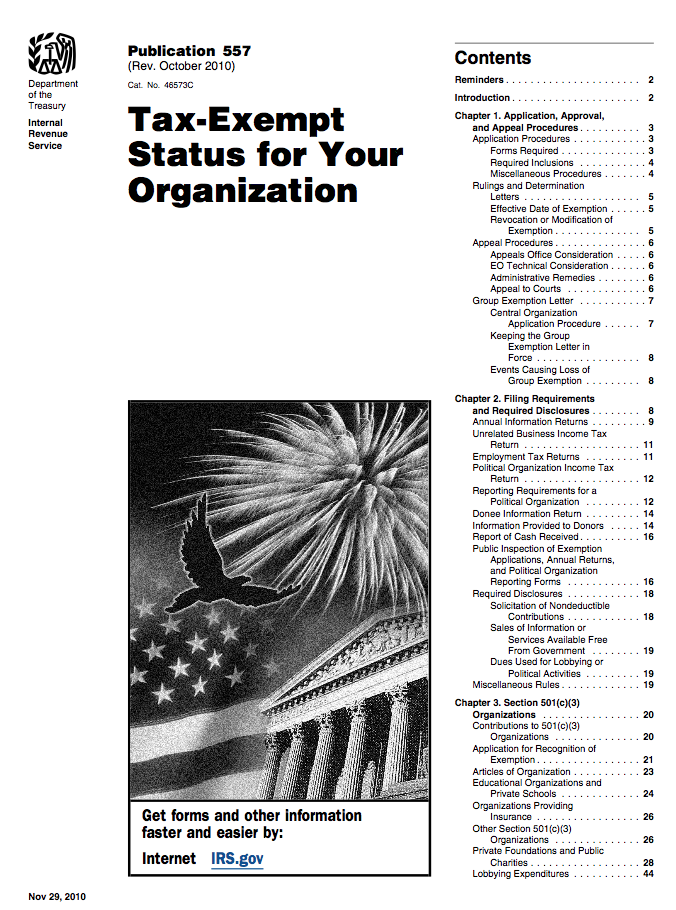 Department
of the
Treasury
Internal
Revenue
Service
Publication 557
(Rev. October 2010)
Cat. No. 46573C
Tax-Exempt
Status for Your
Organization
Get forms and other information
faster and easier by:
Internet IRS.gov
Nov 29, 2010
Contents
Reminders . . . . . . . . . . . . . . . . . . . . . . 2
Introduction . . . . . . . . . . . . . . . . . . . . . 2
Chapter 1. Application, Approval,
and Appeal Procedures . . . . . . . . . . 3
Application Procedures . . . . . . . . . . . 3
Forms Required . . . . . . . . . . . . . 3
Required Inclusions . . . . . . . . . . . 4
Miscellaneous Procedures . . . . . . . 4
Rulings and Determination
Letters . . . . . . . . . . . . . . . . . . . 5
Effective Date of Exemption . . . . . . 5
Revocation or Modification of
Exemption . . . . . . . . . . . . . . 5
Appeal Procedures . . . . . . . . . . . . . . 6
Appeals Office Consideration . . . . . 6
EO Technical Consideration . . . . . . 6
Administrative Remedies . . . . . . . . 6
Appeal to Courts . . . . . . . . . . . . 6
Group Exemption Letter . . . . . . . . . . . 7
Central Organization
Application Procedure . . . . . . 7
Keeping the Group
Exemption Letter in
Force . . . . . . . . . . . . . . . . . 8
Events Causing Loss of
Group Exemption . . . . . . . . . 8
Chapter 2. Filing Requirements
and Required Disclosures . . . . . . . . 8
Annual Information Returns . . . . . . . . . 9
Unrelated Business Income Tax
Return . . . . . . . . . . . . . . . . . . . 11
Employment Tax Returns . . . . . . . . . 11
Political Organization Income Tax
Return . . . . . . . . . . . . . . . . . . . 12
Reporting Requirements for a
Political Organization . . . . . . . . . 12
Donee Information Return . . . . . . . . 14
Information Provided to Donors . . . . . 14
Report of Cash Received . . . . . . . . . 16
Public Inspection of Exemption
Applications, Annual Returns,
and Political Organization
Reporting Forms . . . . . . . . . . . . 16
Required Disclosures . . . . . . . . . . . 18
Solicitation of Nondeductible
Contributions . . . . . . . . . . . . 18
Sales of Information or
Services Available Free
From Government . . . . . . . . . 19
Dues Used for Lobbying or
Political Activities . . . . . . . . . 19
Miscellaneous Rules . . . . . . . . . . . . 19
Chapter 3. Section 501(c)(3)
Organizations . . . . . . . . . . . . . . 20
Contributions to 501(c)(3)
Organizations . . . . . . . . . . . . . . 20
Application for Recognition of
Exemption . . . . . . . . . . . . . . . . . 21
Articles of Organization . . . . . . . . . . . 23
Educational Organizations and
Private Schools . . . . . . . . . . . . . 24
Organizations Providing
Insurance . . . . . . . . . . . . . . . . . 26
Other Section 501(c)(3)
Organizations . . . . . . . . . . . . . . 26
Private Foundations and Public
Charities . . . . . . . . . . . . . . . . . . 28
Lobbying Expenditures . . . . . . . . . . . 44